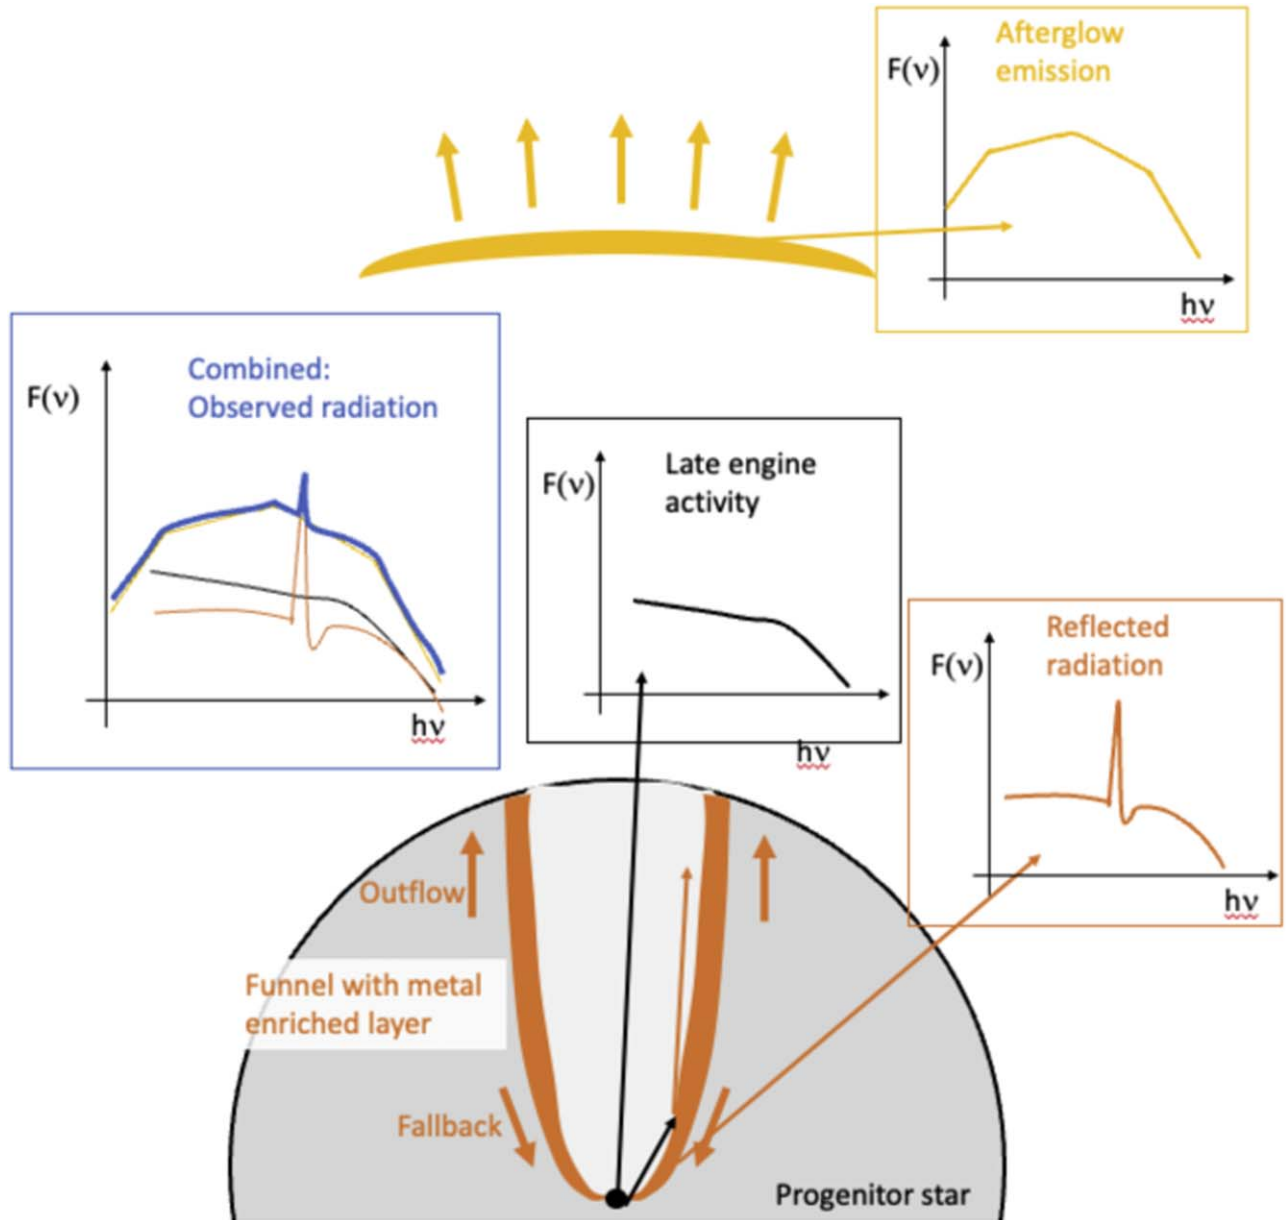 Afterglow
emission
F(ν)
hν
Combined:
Observed radiation
F(ν)
hν
Late engine
activity
F(ν)
hν
Reflected
radiation
F(ν)
hν
Outflow
Funnel with metal
enriched layer
Fallback
Progenitor star